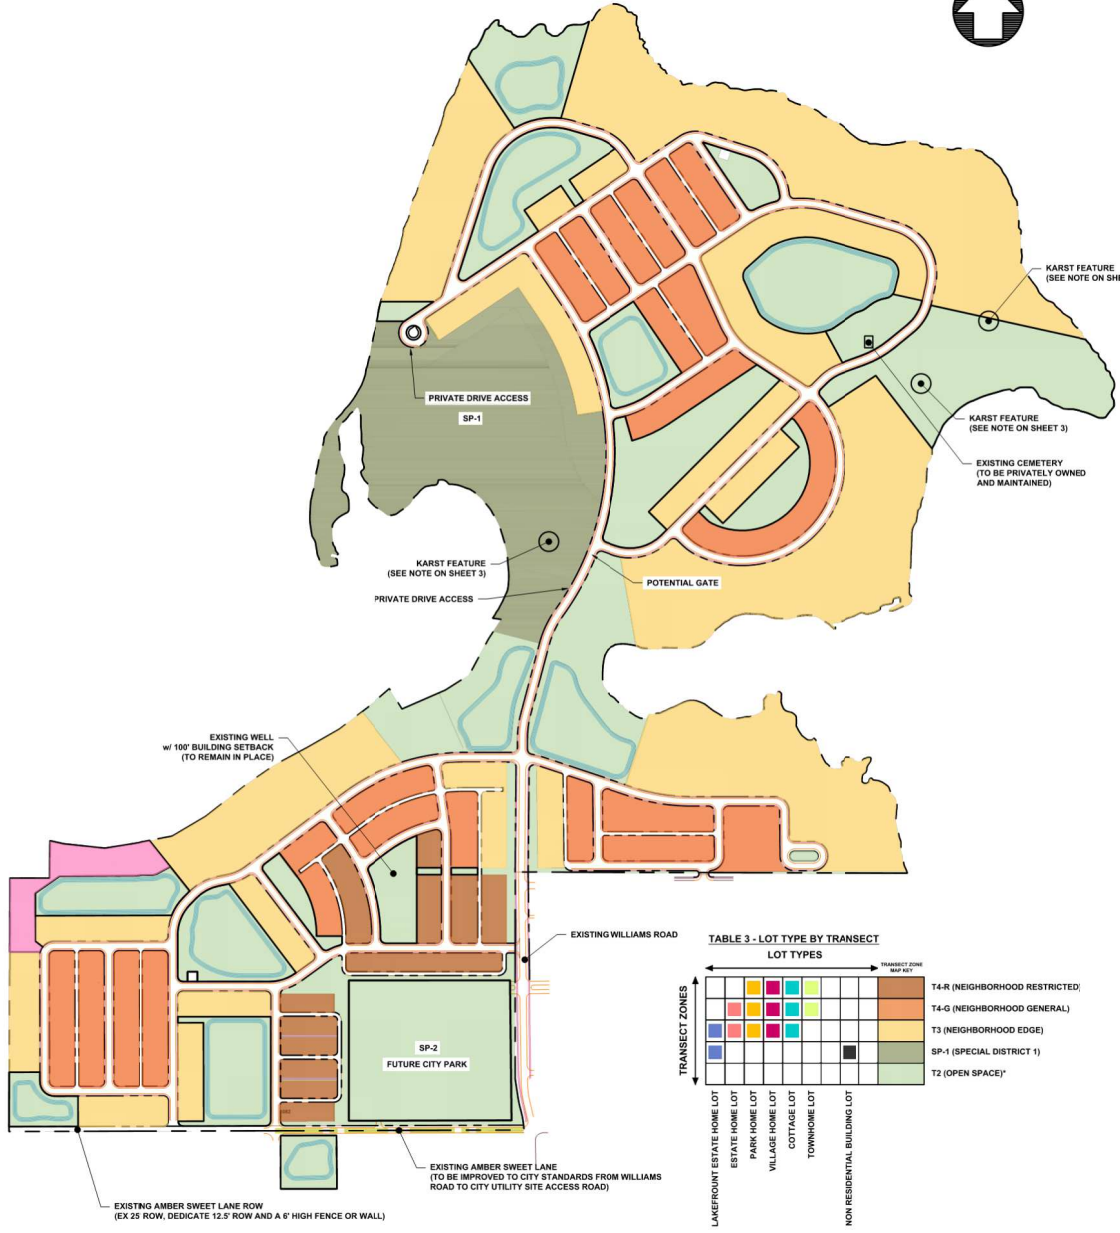 KARST FEATURE
(SEE NOTE ON SHE
PRIVATE DRIVE ACCESS
SP-1
KARST FEATURE
(SEE NOTE ON SHEET 3)
EXISTING CEMETERY
(TO BE PRIVATELY OWNED
AND MAINTAINED)
KARST FEATURE
(SEE NOTE ON SHEET 3)
POTENTIAL GATE
PRIVATE DRIVE ACCESS
EXISTING WELL
w/ 100' BUILDING SETBACK
(TO REMAIN IN PLACE)
EXISTING WILLIAMS ROAD
SP-2
FUTURE CITY PARK
TABLE 3 - LOT TYPE BY TRANSECT
LOT TYPES
TRANSECT ZONE
MAP KEY
TRANSECT ZONES
T4-R (NEIGHBORHOOD RESTRICTED)
T4-G (NEIGHBORHOOD GENERAL)
T3 (NEIGHBORHOOD EDGE)
SP-1 (SPECIAL DISTRICT 1)
T2 (OPEN SPACE)*
LAKEFRONT ESTATE HOME LOT
ESTATE HOME LOT
PARK HOME LOT
VILLAGE HOME LOT
COTTAGE LOT
TOWNHOME LOT
NON RESIDENTIAL BUILDING LOT
EXISTING AMBER SWEET LANE
(TO BE IMPROVED TO CITY STANDARDS FROM WILLIAMS
ROAD TO CITY UTILITY SITE ACCESS ROAD)
EXISTING AMBER SWEET LANE ROW
(EX 25 ROW, DEDICATE 12.5' ROW AND A 6' HIGH FENCE OR WALL)